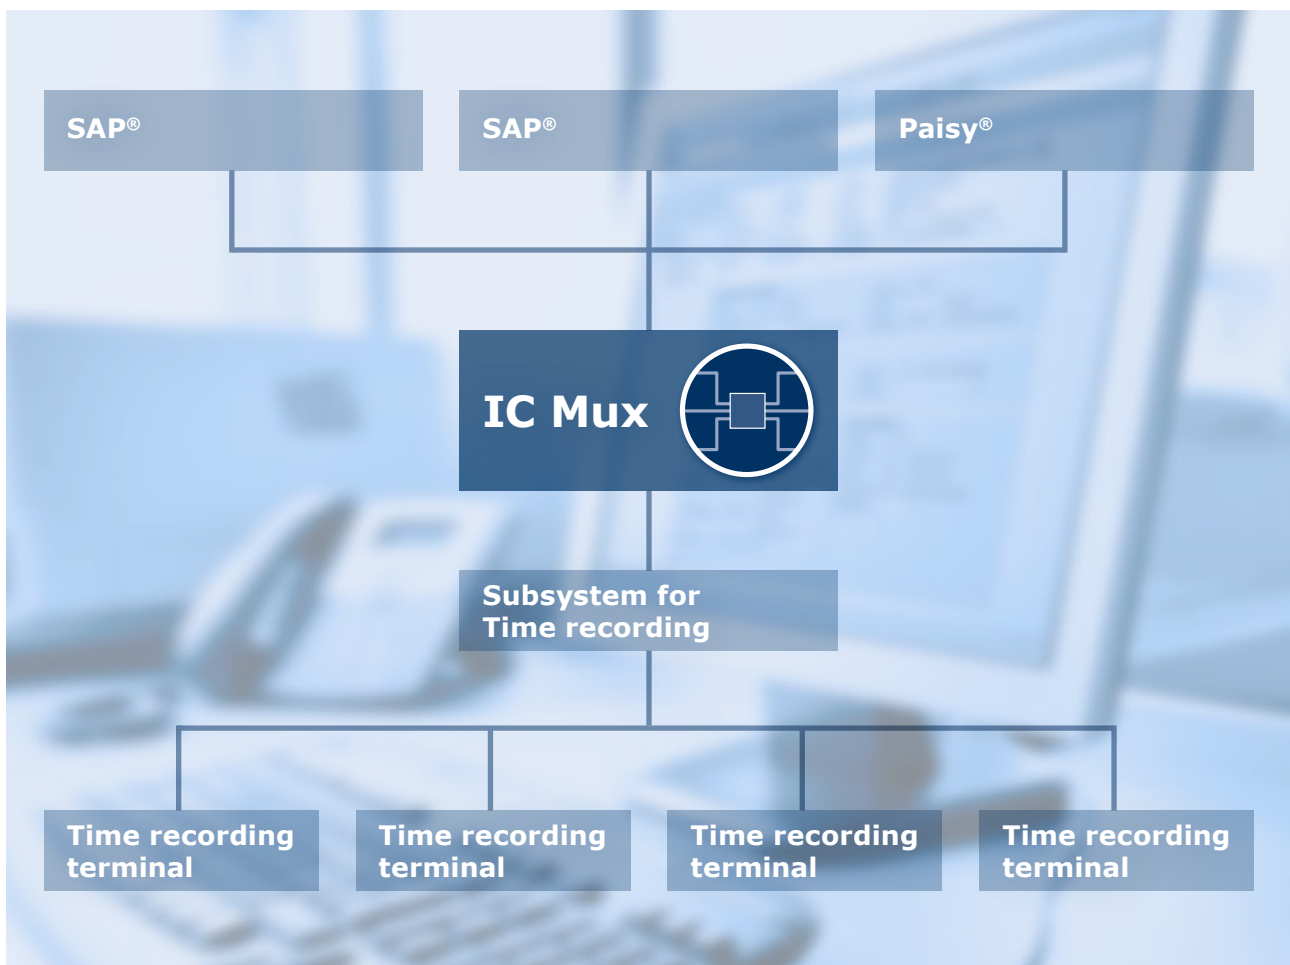 SAP®
SAP®
Paisy®
IC Mux
Subsystem for
Time recording
Time recording
terminal
Time recording
terminal
Time recording
terminal
Time recording
terminal